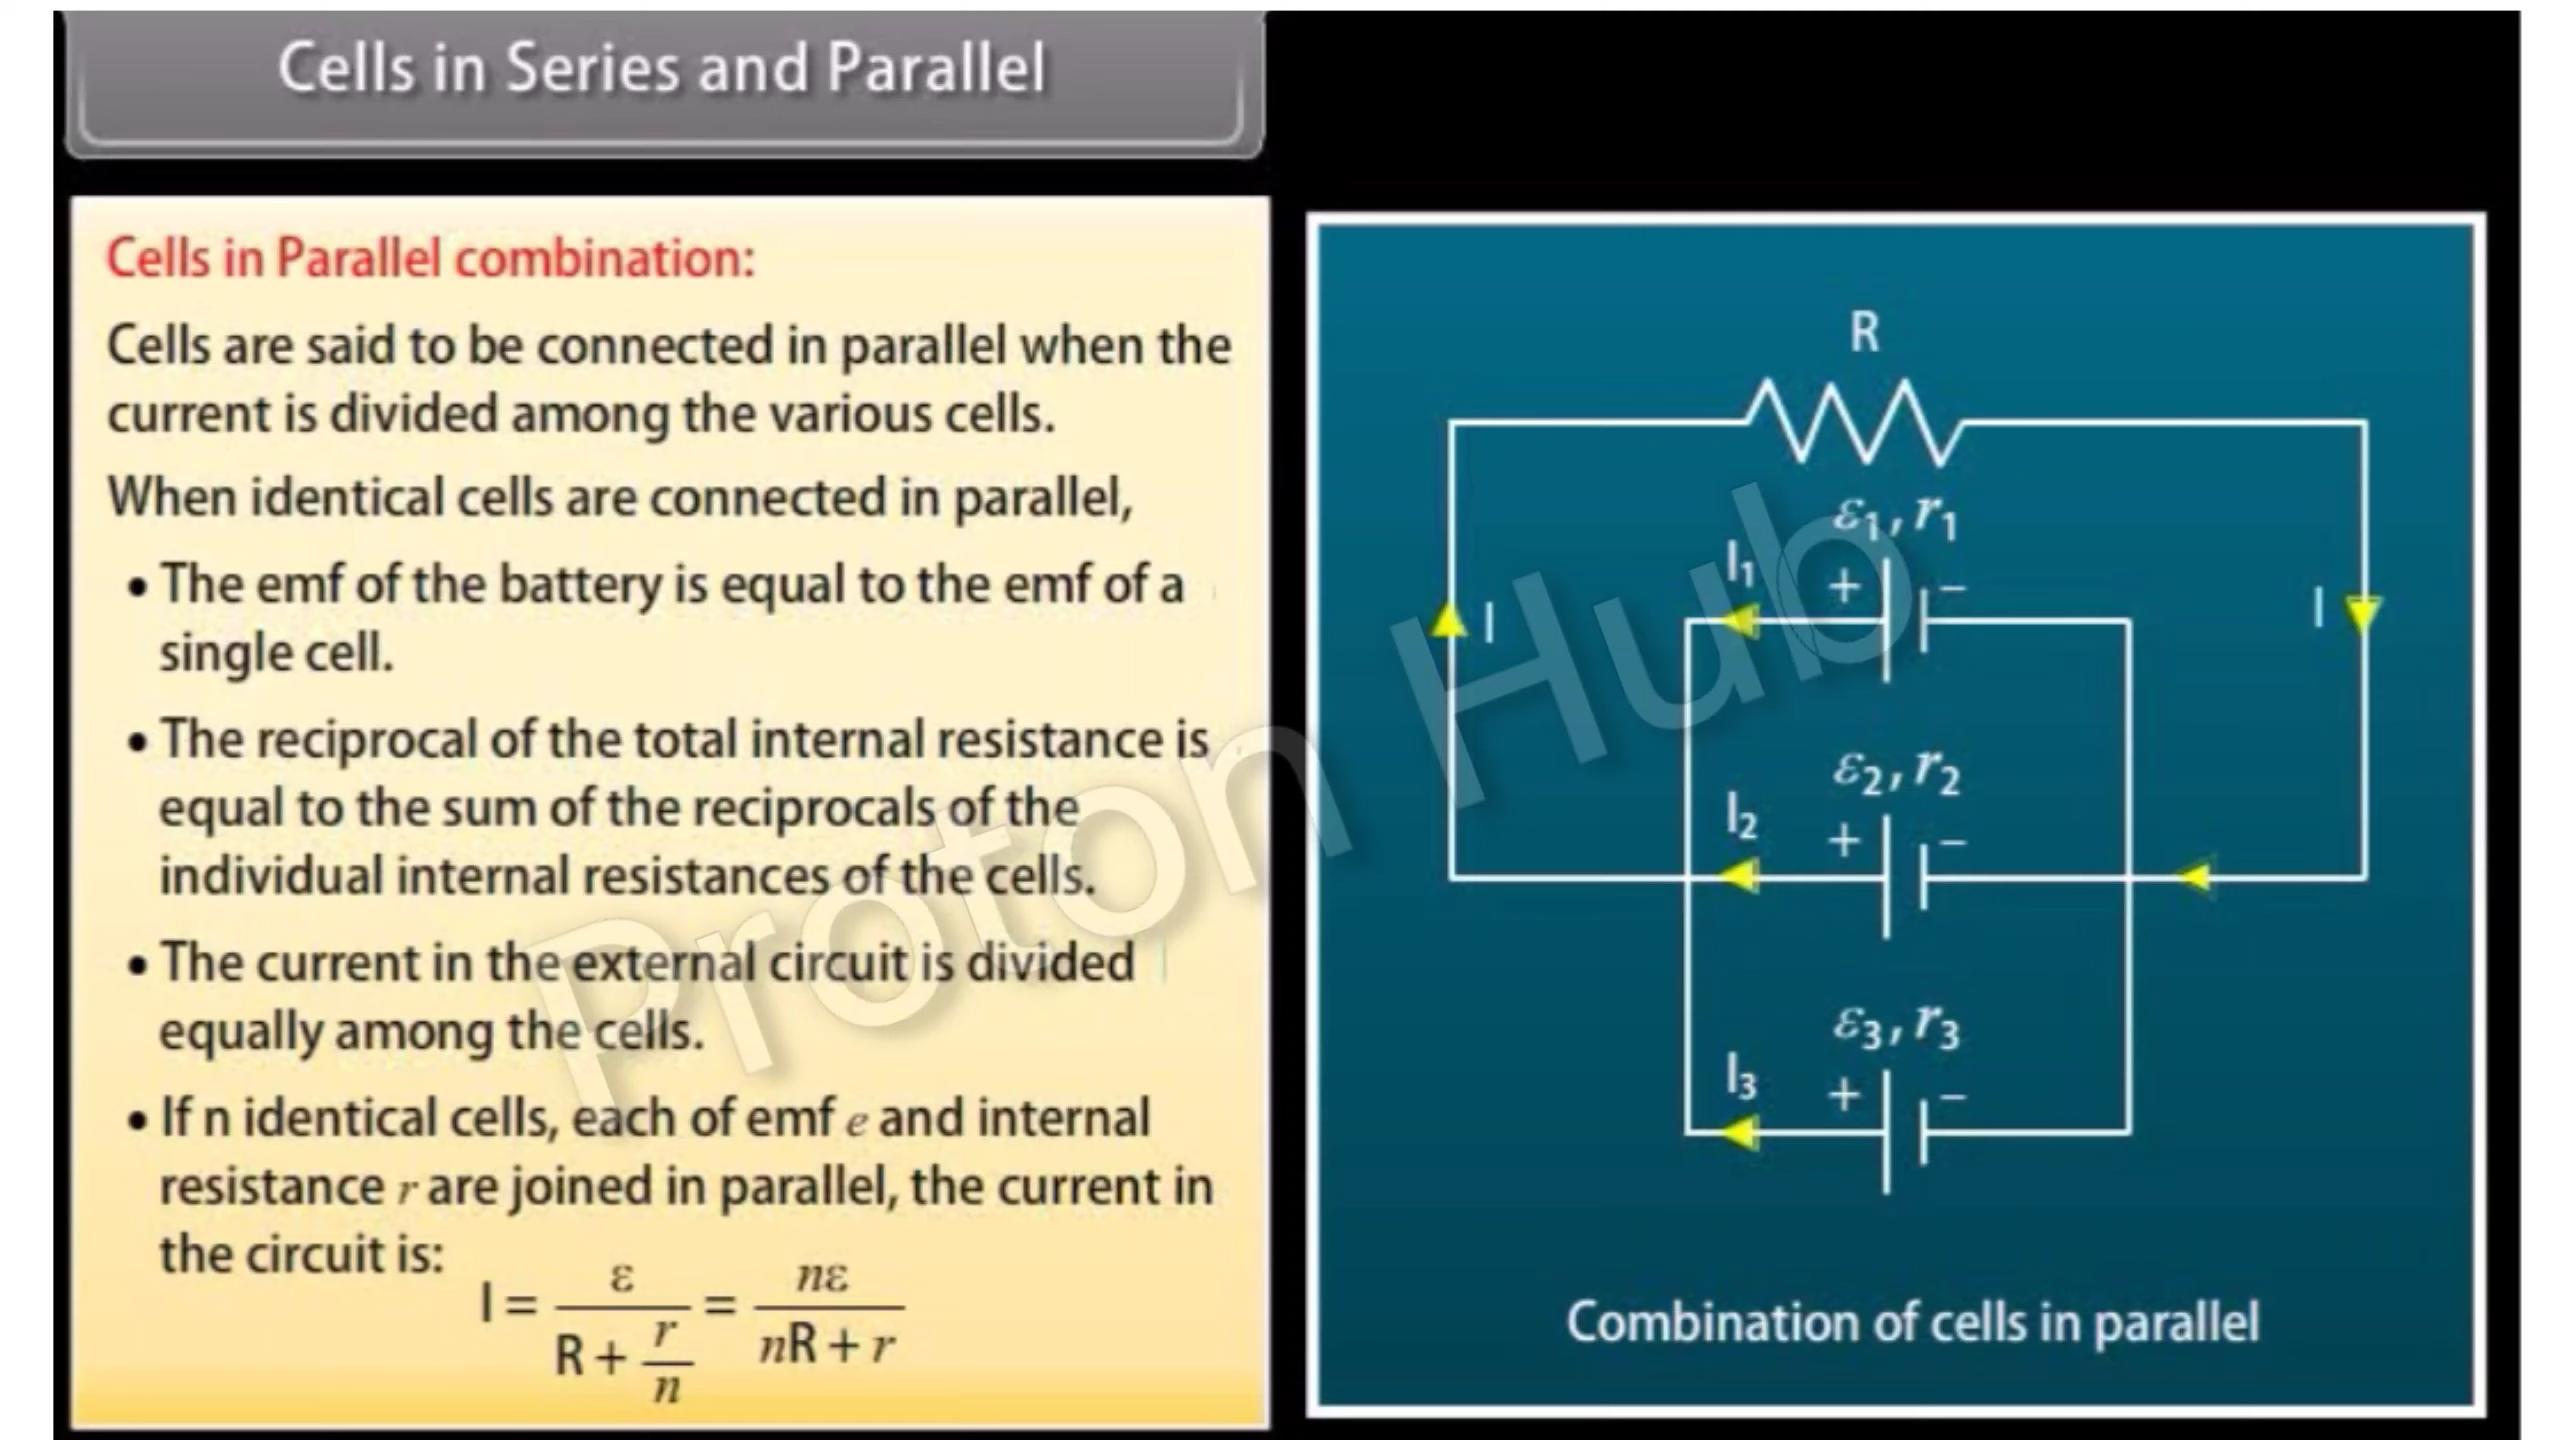 Cells in Series and Parallel
Cells in Parallel combination:
Cells are said to be connected in parallel when the
current is divided among the various cells.
When identical cells are connected in parallel,
• The emf of the battery is equal to the emf of a
single cell.
• The reciprocal of the total internal resistance is
equal to the sum of the reciprocals of the
individual internal resistances of the cells.
• The current in the external circuit is divided
equally among the cells.
• If n identical cells, each of emf e and internal
resistance r are joined in parallel, the current in
the circuit is:
I = ε / (R + r/n) = nε / (nR + r)
R
ε1, r1
I1
+ −
I
I
ε2, r2
I2
+ −
ε3, r3
I3
+ −
Combination of cells in parallel
Proton Hub